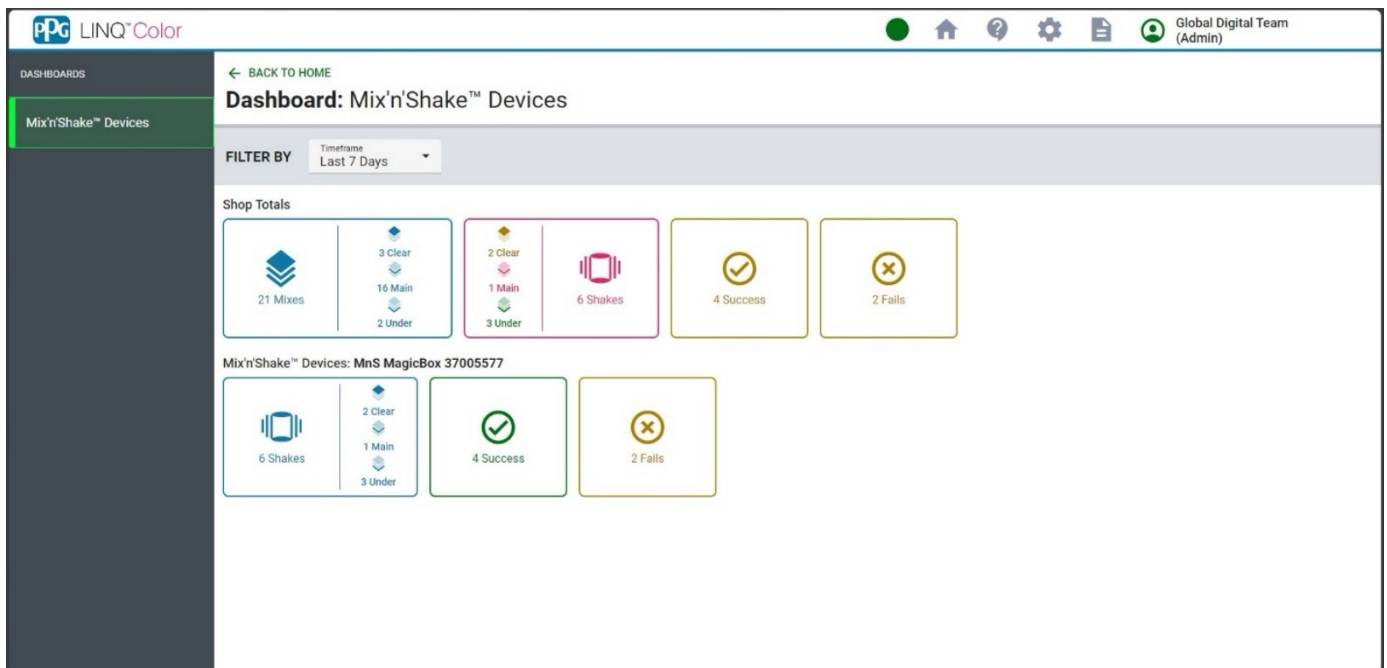 PPG LINQ™Color
Global Digital Team
(Admin)
DASHBOARDS
Mix'n'Shake™ Devices
← BACK TO HOME
Dashboard: Mix'n'Shake™ Devices
FILTER BY
Timeframe
Last 7 Days
Shop Totals
21 Mixes
3 Clear
16 Main
2 Under
2 Clear
1 Main
3 Under
6 Shakes
4 Success
2 Fails
Mix'n'Shake™ Devices: MnS MagicBox 37005577
6 Shakes
2 Clear
1 Main
3 Under
4 Success
2 Fails